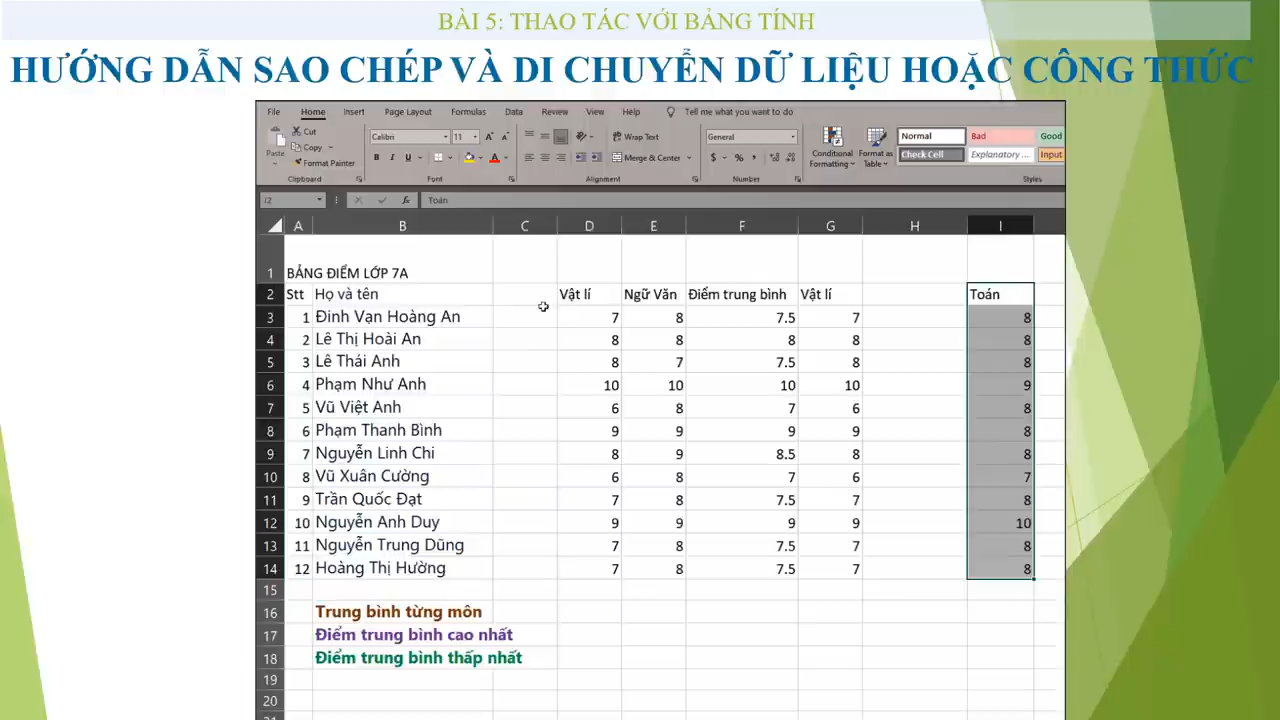 BÀI 5: THAO TÁC VỚI BẢNG TÍNH
HƯỚNG DẪN SAO CHÉP VÀ DI CHUYỂN DỮ LIỆU HOẶC CÔNG THỨC
File Home Insert Page Layout Formulas Data Review View Help Tell me what you want to do
Cut
Copy
Format Painter
Paste
Clipboard
Calibri 11
B I U
Font
Wrap Text
Merge & Center
Alignment
General
$ % ,
Number
Conditional Formatting
Format as Table
Normal Bad Good
Check Cell Explanatory ... Input
Styles
I2 fx Toán
A B C D E F G H I
1 BẢNG ĐIỂM LỚP 7A
2 Stt Họ và tên Vật lí Ngữ Văn Điểm trung bình Vật lí Toán
3 1 Đinh Vạn Hoàng An 7 8 7.5 7 8
4 2 Lê Thị Hoài An 8 8 8 8 8
5 3 Lê Thái Anh 8 7 7.5 8 8
6 4 Phạm Như Anh 10 10 10 10 9
7 5 Vũ Việt Anh 6 8 7 6 8
8 6 Phạm Thanh Bình 9 9 9 9 8
9 7 Nguyễn Linh Chi 8 9 8.5 8 8
10 8 Vũ Xuân Cường 6 8 7 6 7
11 9 Trần Quốc Đạt 7 8 7.5 7 8
12 10 Nguyễn Anh Duy 9 9 9 9 10
13 11 Nguyễn Trung Dũng 7 8 7.5 7 8
14 12 Hoàng Thị Hường 7 8 7.5 7 8
15
16 Trung bình từng môn
17 Điểm trung bình cao nhất
18 Điểm trung bình thấp nhất
19
20